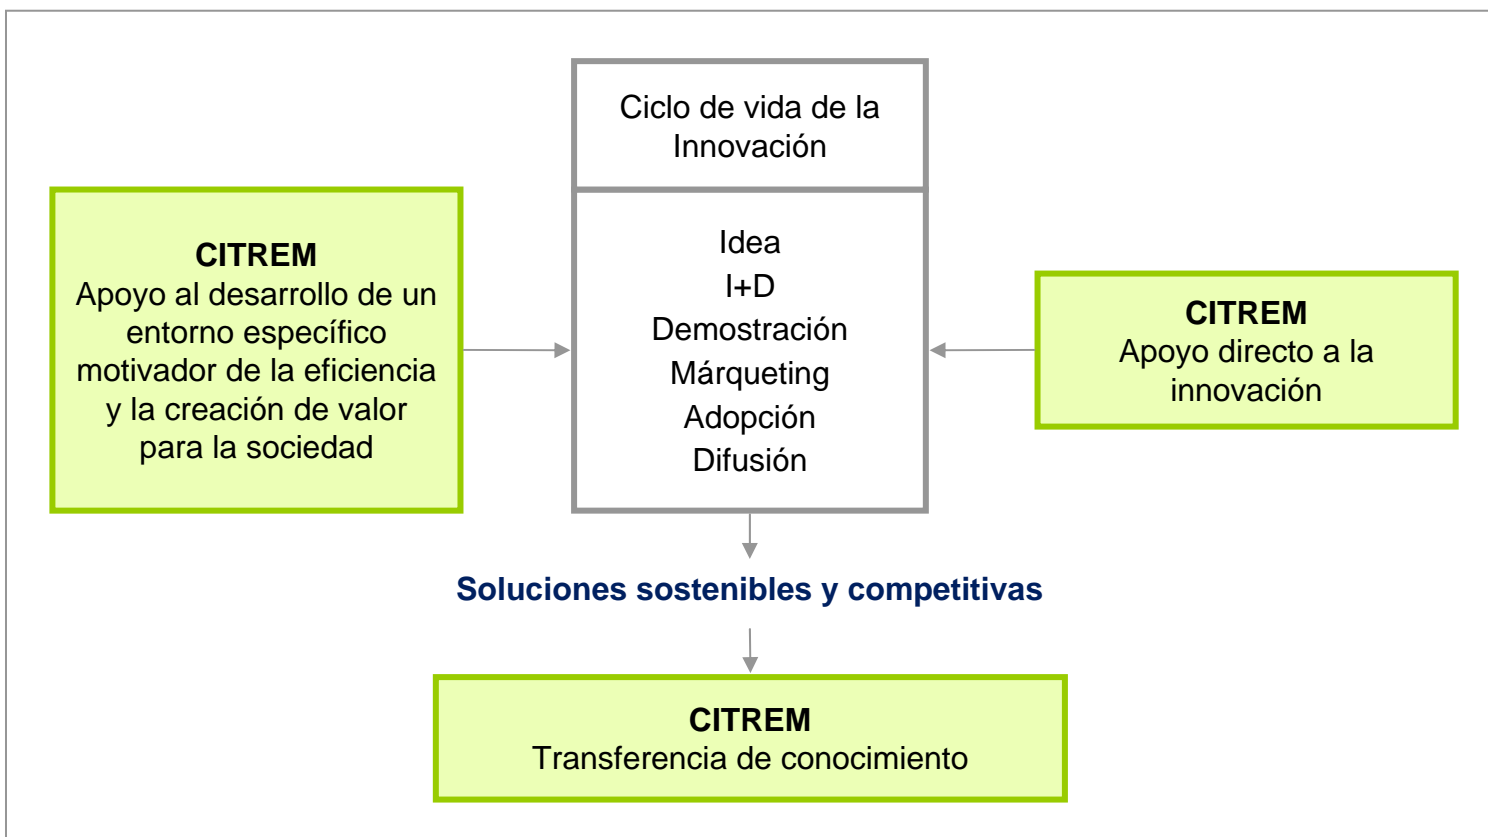 Ciclo de vida de la
Innovación
CITREM
Apoyo al desarrollo de un
entorno específico
motivador de la eficiencia
y la creación de valor
para la sociedad
Idea
I+D
Demostración
Márqueting
Adopción
Difusión
CITREM
Apoyo directo a la
innovación
Soluciones sostenibles y competitivas
CITREM
Transferencia de conocimiento